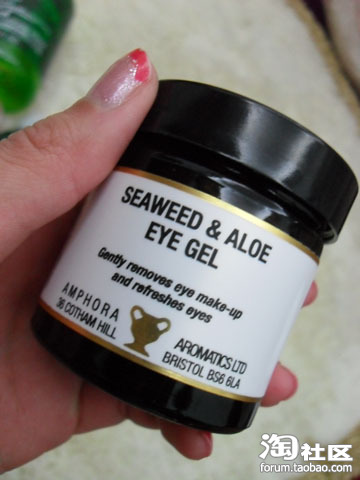 SEAWEED & ALOE
EYE GEL
Gently removes eye make-up
and refreshes eyes
AMPHORA
36 COTHAM HILL
AROMATICS LTD
BRISTOL BS6 6LA
淘社区
forum.taobao.com